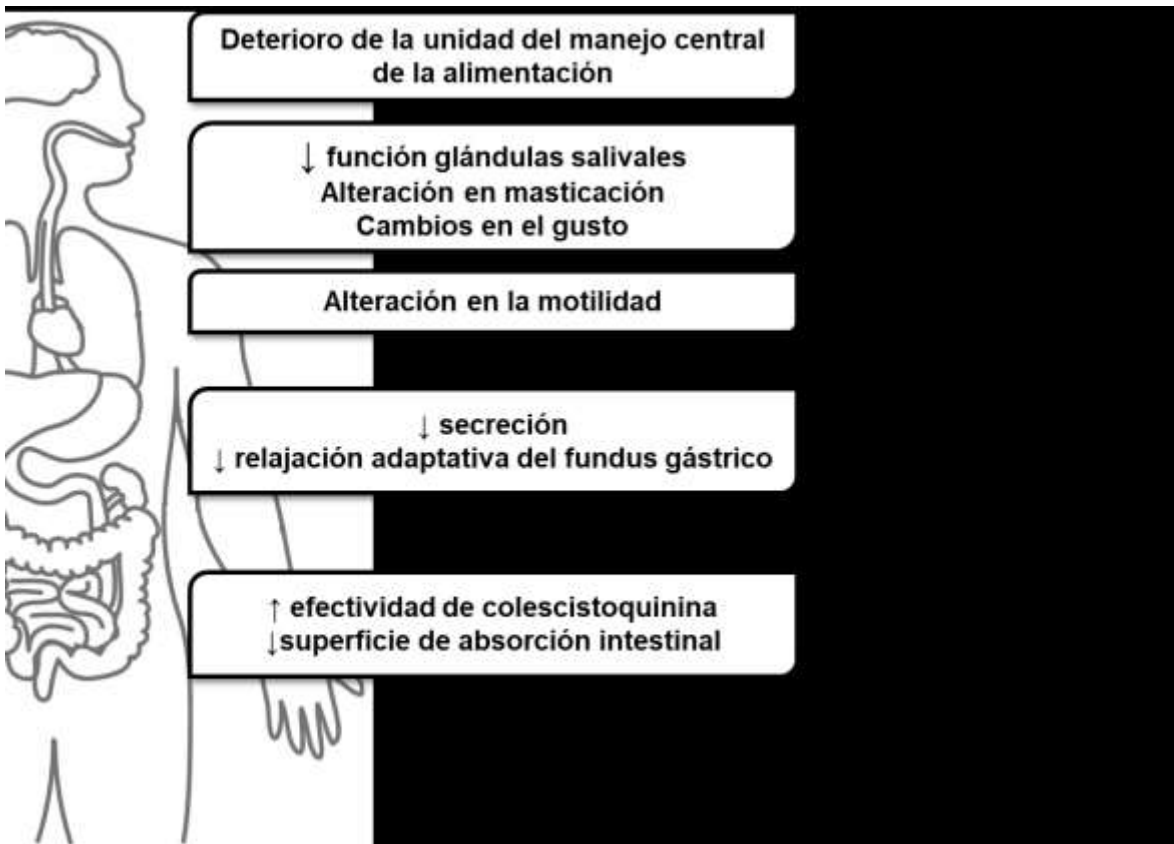 Deterioro de la unidad del manejo central
de la alimentación
↓ función glándulas salivales
Alteración en masticación
Cambios en el gusto
Alteración en la motilidad
↓ secreción
↓ relajación adaptativa del fundus gástrico
↑ efectividad de colescistoquinina
↓superficie de absorción intestinal